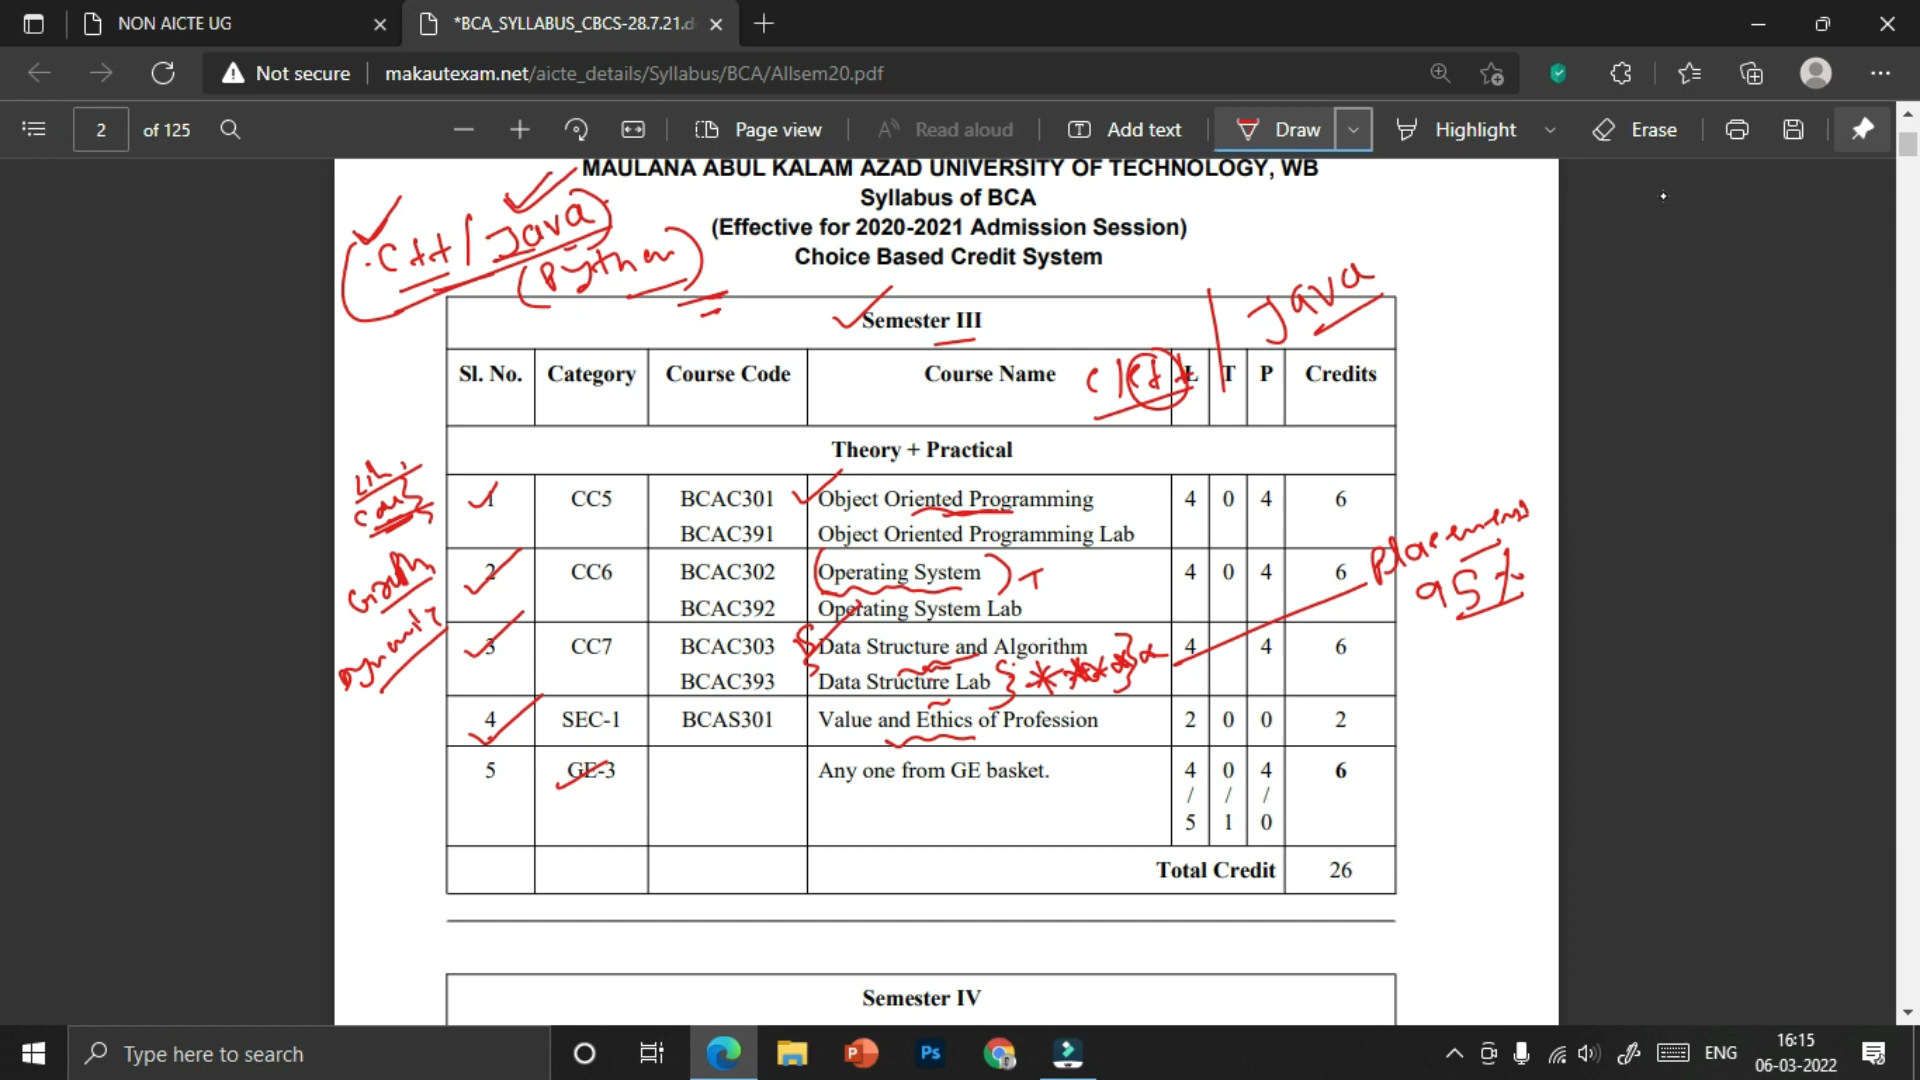 NON AICTE UG
*BCA_SYLLABUS_CBCS-28.7.21.d
Not secure
makautexam.net/aicte_details/Syllabus/BCA/Allsem20.pdf
2 of 125
Page view
Read aloud
Add text
Draw
Highlight
Erase
MAULANA ABUL KALAM AZAD UNIVERSITY OF TECHNOLOGY, WB
Syllabus of BCA
(Effective for 2020-2021 Admission Session)
Choice Based Credit System
C++ / Java
(Python)
Java
Semester III
Sl. No. Category Course Code Course Name L T P Credits
C / C++
Theory + Practical
1 CC5 BCAC301 Object Oriented Programming 4 0 4 6
BCAC391 Object Oriented Programming Lab
2 CC6 BCAC302 (Operating System) T 4 0 4 6
BCAC392 Operating System Lab
3 CC7 BCAC303 Data Structure and Algorithm 4 4 6
BCAC393 Data Structure Lab
Placement
95%
4 SEC-1 BCAS301 Value and Ethics of Profession 2 0 0 2
5 GE-3 Any one from GE basket. 4/5 0/1 4/0 6
Total Credit 26
Semester IV
Type here to search
ENG
16:15
06-03-2022